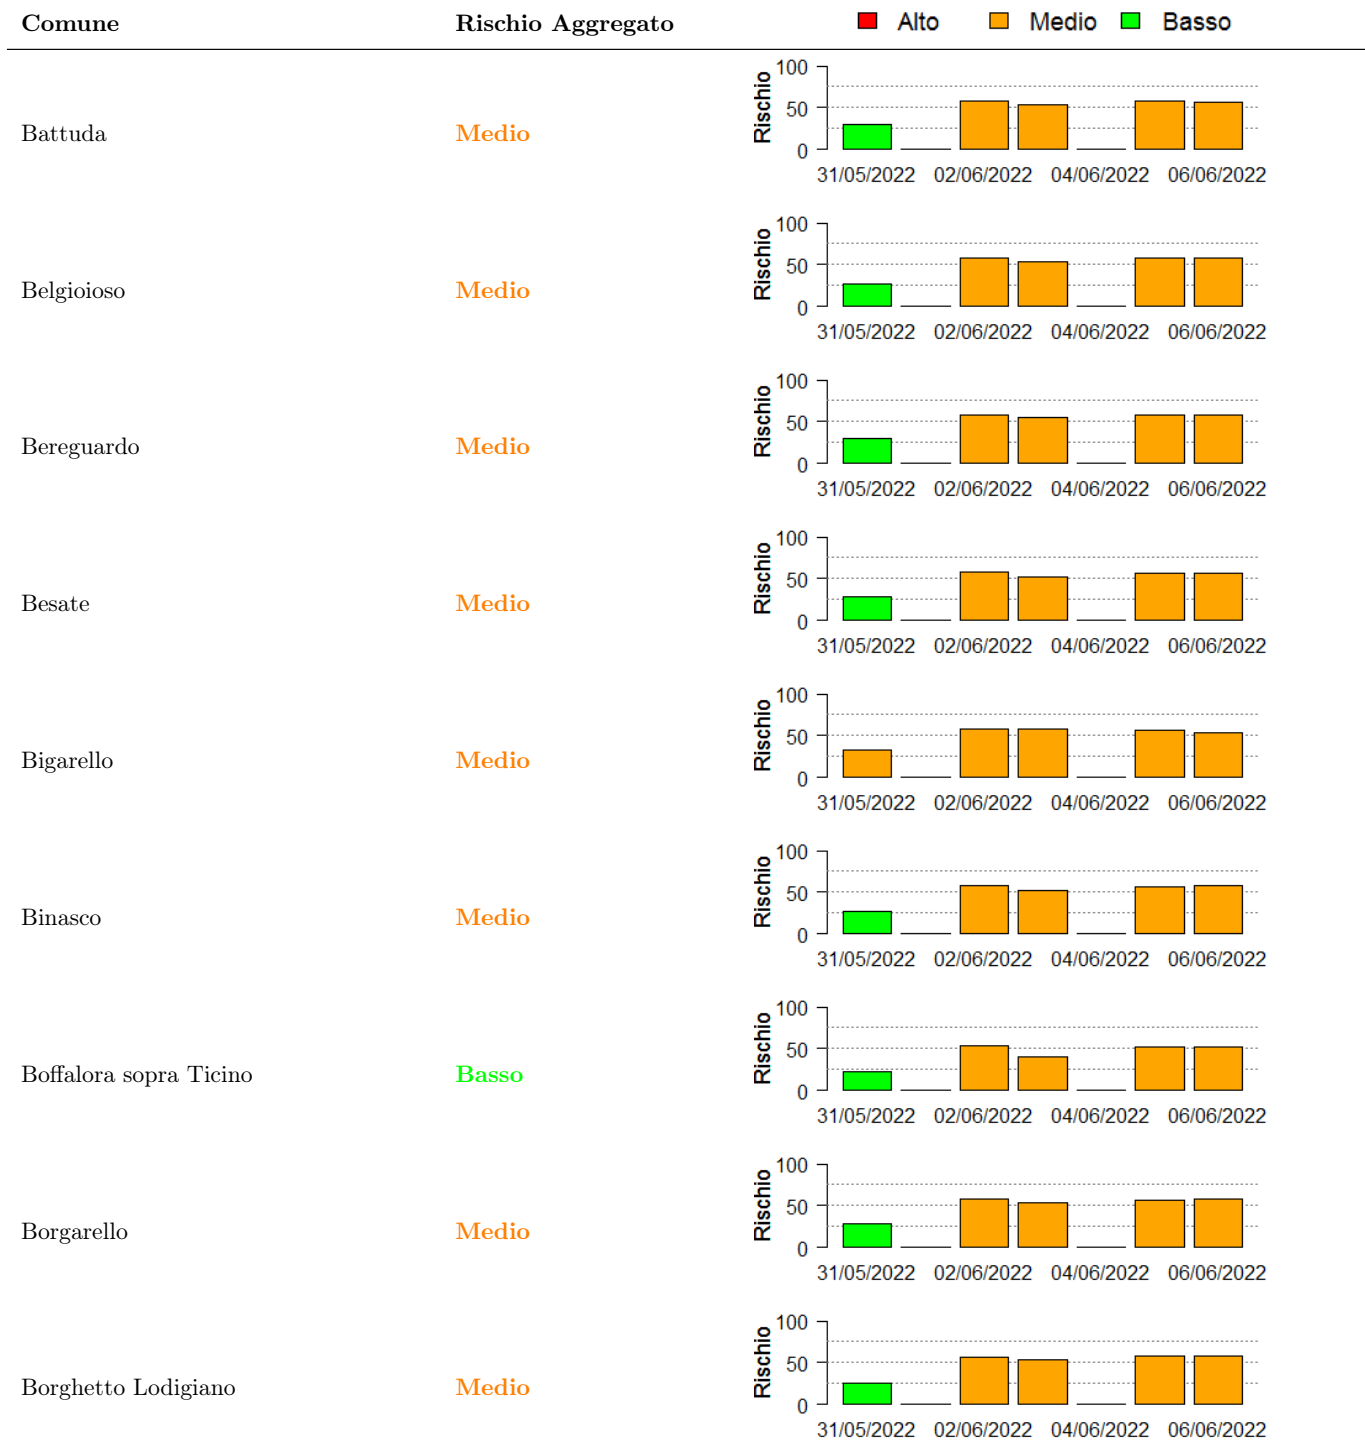 Comune Rischio Aggregato Alto Medio Basso
100
50
0
Rischio
Battuda Medio
31/05/2022 02/06/2022 04/06/2022 06/06/2022
100
50
0
Rischio
Belgioioso Medio
31/05/2022 02/06/2022 04/06/2022 06/06/2022
100
50
0
Rischio
Bereguardo Medio
31/05/2022 02/06/2022 04/06/2022 06/06/2022
100
50
0
Rischio
Besate Medio
31/05/2022 02/06/2022 04/06/2022 06/06/2022
100
50
0
Rischio
Bigarello Medio
31/05/2022 02/06/2022 04/06/2022 06/06/2022
100
50
0
Rischio
Binasco Medio
31/05/2022 02/06/2022 04/06/2022 06/06/2022
100
50
0
Rischio
Boffalora sopra Ticino Basso
31/05/2022 02/06/2022 04/06/2022 06/06/2022
100
50
0
Rischio
Borgarello Medio
31/05/2022 02/06/2022 04/06/2022 06/06/2022
100
50
0
Rischio
Borghetto Lodigiano Medio
31/05/2022 02/06/2022 04/06/2022 06/06/2022